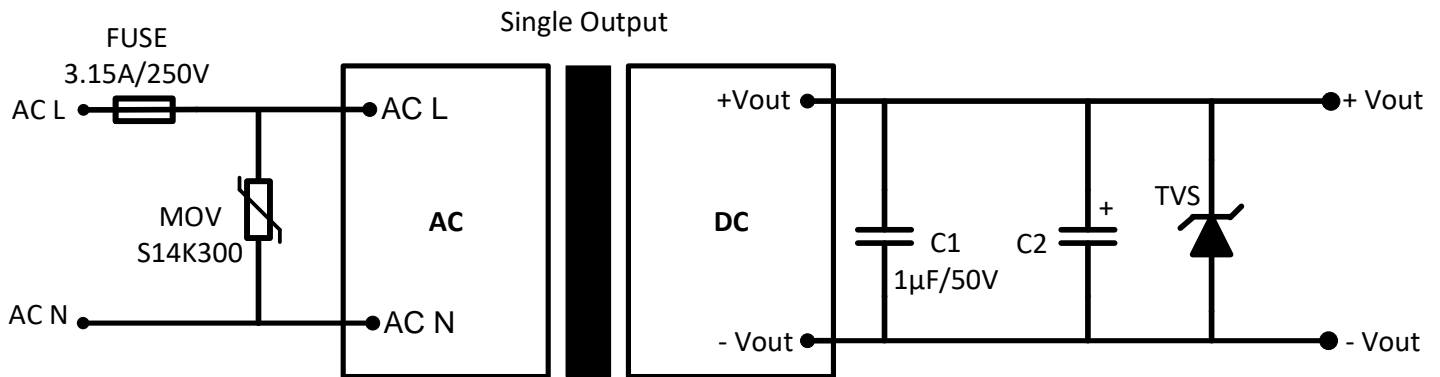 Single Output
FUSE
3.15A/250V
AC L
AC L
+Vout
+ Vout
MOV
S14K300
AC
DC
C1
1µF/50V
C2
+
TVS
AC N
AC N
- Vout
- Vout